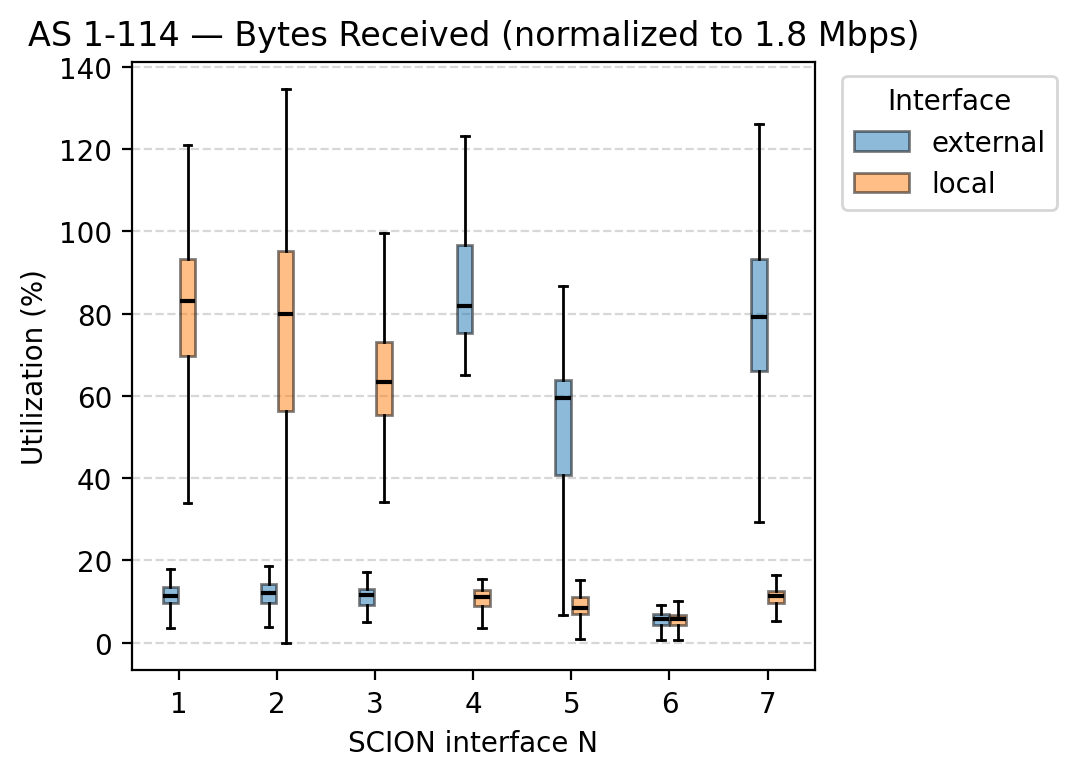 AS 1-114 — Bytes Received (normalized to 1.8 Mbps)
140
120
100
80
60
40
20
0
Utilization (%)
1 2 3 4 5 6 7
SCION interface N
Interface
external
local